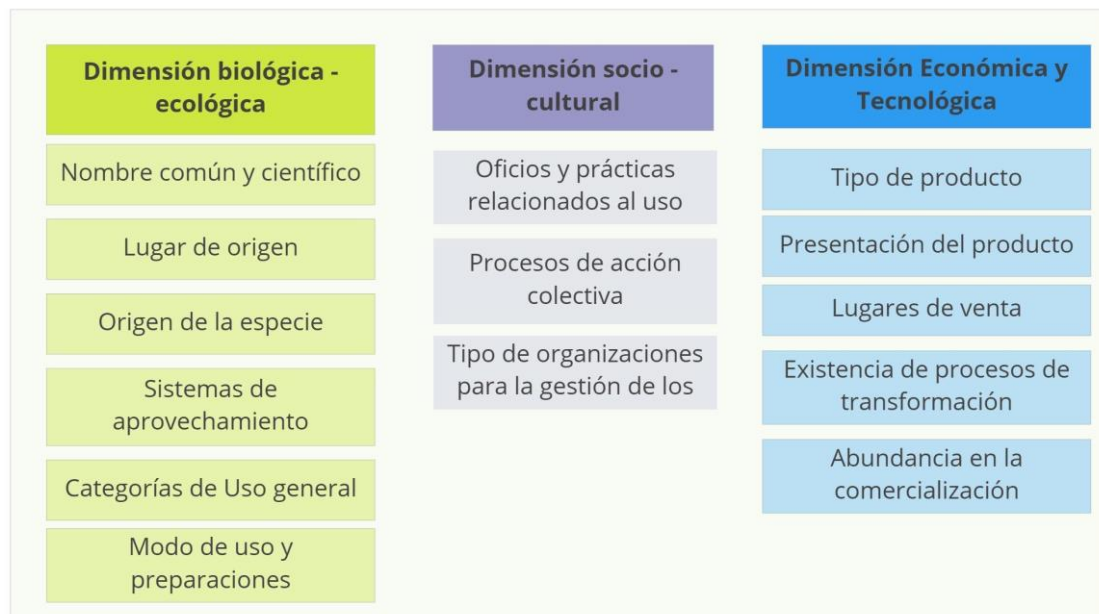 Dimensión biológica -
ecológica
Nombre común y científico
Lugar de origen
Origen de la especie
Sistemas de
aprovechamiento
Categorías de Uso general
Modo de uso y
preparaciones
Dimensión socio -
cultural
Oficios y prácticas
relacionados al uso
Procesos de acción
colectiva
Tipo de organizaciones
para la gestión de los
Dimensión Económica y
Tecnológica
Tipo de producto
Presentación del producto
Lugares de venta
Existencia de procesos de
transformación
Abundancia en la
comercialización